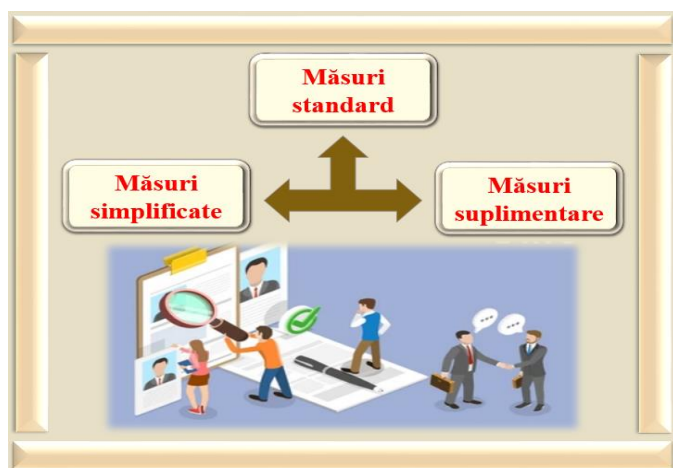 Măsuri
standard
Măsuri
simplificate
Măsuri
suplimentare